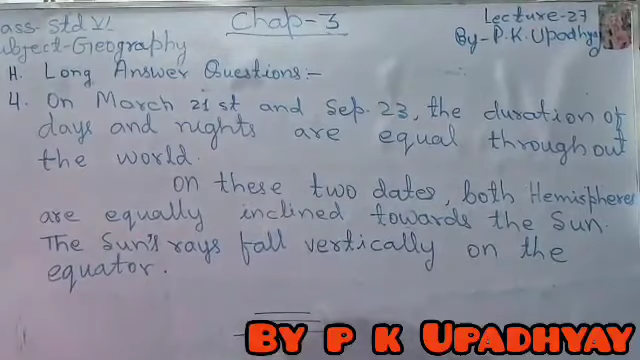 ass-Std VI
Chap-3
Lecture-27
ubject-Geography
By-P.K.Upadhyay
H. Long Answer Questions:-
4. On March 21st and Sep. 23, the duration of
days and nights are equal throughout
the world.
On these two dates, both Hemispheres
are equally inclined towards the Sun.
The Sun's rays fall vertically on the
equator.
BY P K UPADHYAY